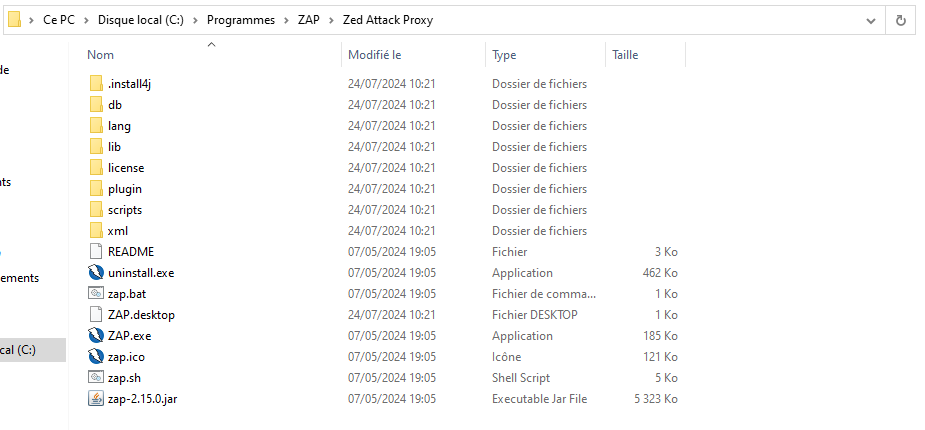 Ce PC > Disque local (C:) > Programmes > ZAP > Zed Attack Proxy
Nom Modifié le Type Taille
.install4j 24/07/2024 10:21 Dossier de fichiers
db 24/07/2024 10:21 Dossier de fichiers
lang 24/07/2024 10:21 Dossier de fichiers
lib 24/07/2024 10:21 Dossier de fichiers
license 24/07/2024 10:21 Dossier de fichiers
plugin 24/07/2024 10:21 Dossier de fichiers
scripts 24/07/2024 10:21 Dossier de fichiers
xml 24/07/2024 10:21 Dossier de fichiers
README 07/05/2024 19:05 Fichier 3 Ko
uninstall.exe 07/05/2024 19:05 Application 462 Ko
zap.bat 07/05/2024 19:05 Fichier de comma... 1 Ko
ZAP.desktop 24/07/2024 10:21 Fichier DESKTOP 1 Ko
ZAP.exe 07/05/2024 19:05 Application 185 Ko
zap.ico 07/05/2024 19:05 Icône 121 Ko
zap.sh 07/05/2024 19:05 Shell Script 5 Ko
zap-2.15.0.jar 07/05/2024 19:05 Executable Jar File 5 323 Ko
de
nts
ements
cal (C:)